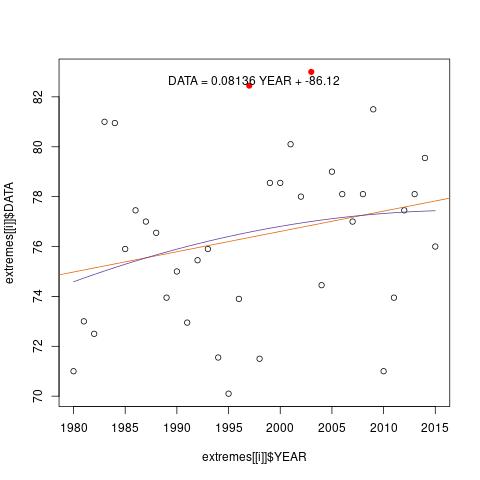 DATA = 0.08136 YEAR + -86.12
82
80
78
76
74
72
70
extremes[[i]]$DATA
1980 1985 1990 1995 2000 2005 2010 2015
extremes[[i]]$YEAR